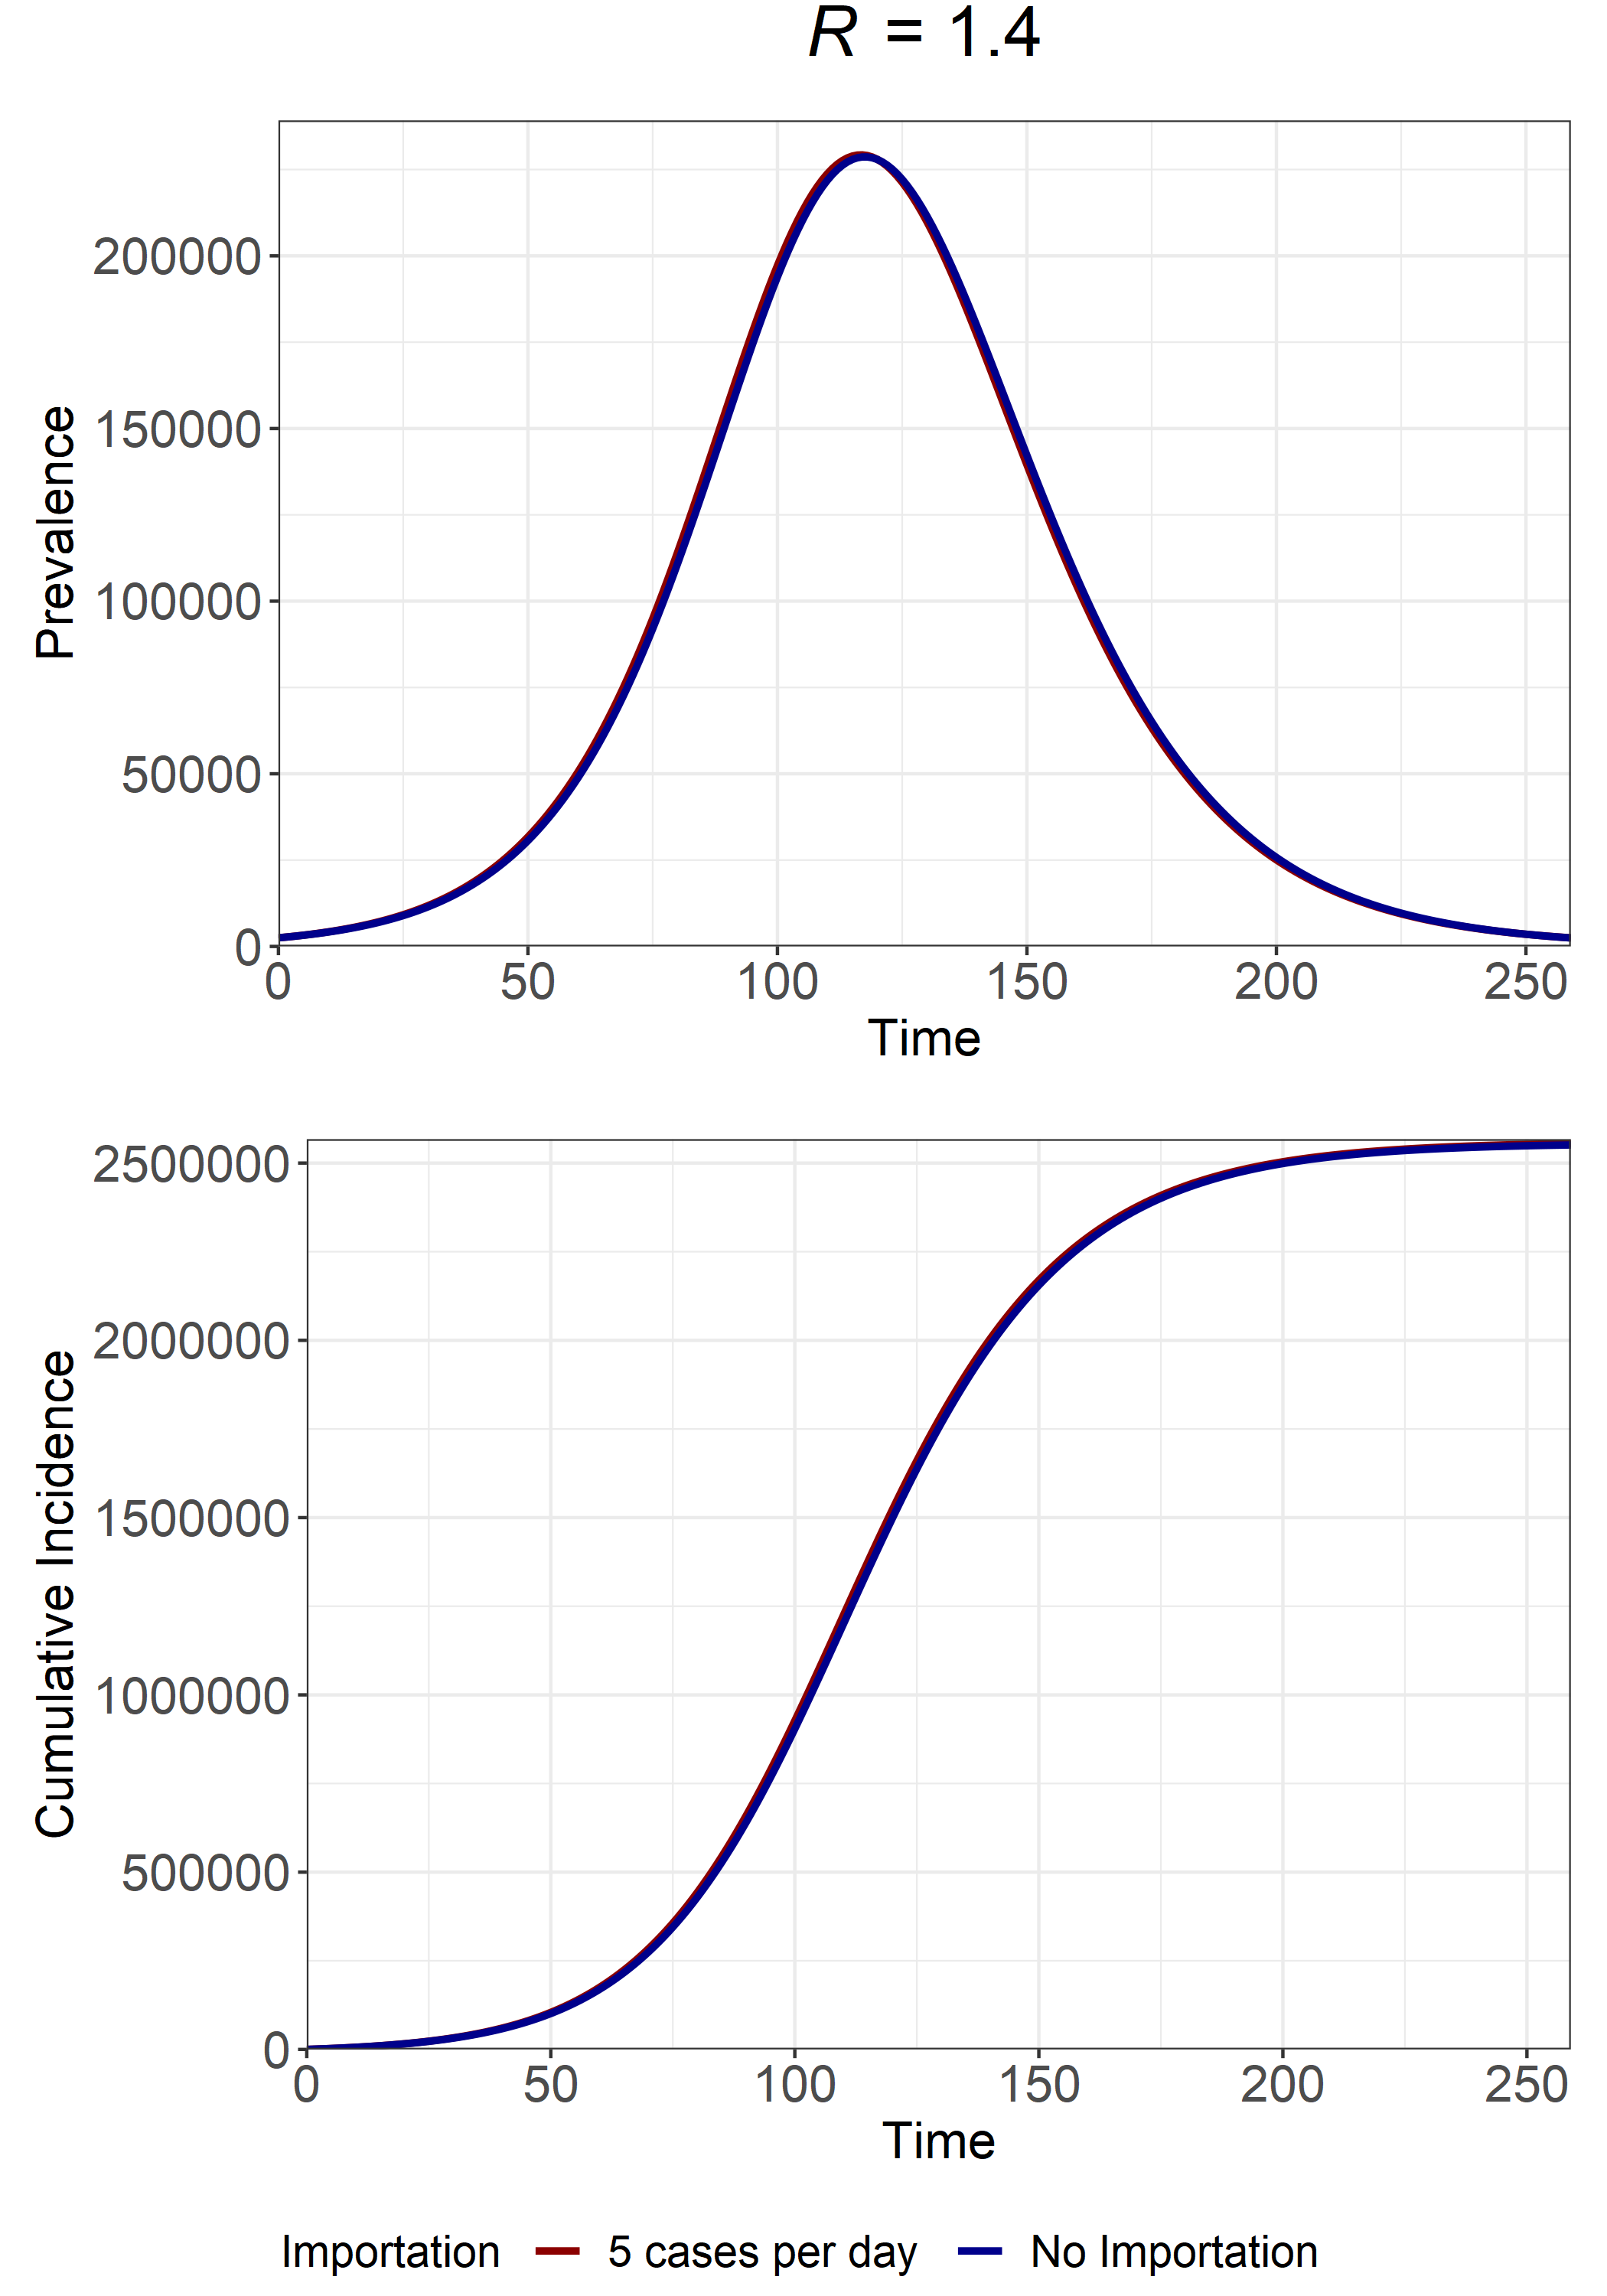 R = 1.4
Prevalence
200000
150000
100000
50000
0
0 50 100 150 200 250
Time
Cumulative Incidence
2500000
2000000
1500000
1000000
500000
0
0 50 100 150 200 250
Time
Importation 5 cases per day No Importation